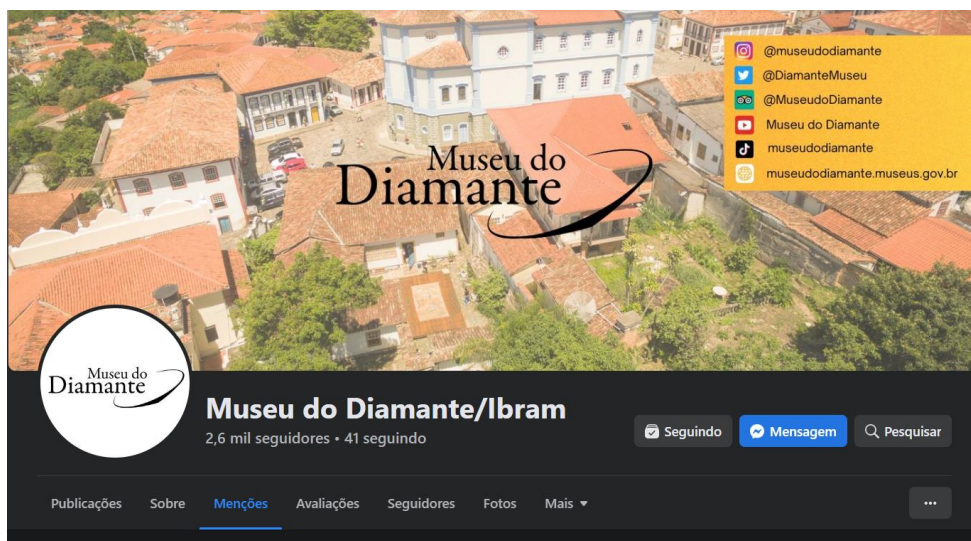 @museudodiamante
@DiamanteMuseu
@MuseudoDiamante
Museu do Diamante
museudodiamante
museudodiamante.museus.gov.br
Museu do
Diamante
Museu do
Diamante
Museu do Diamante/Ibram
2,6 mil seguidores • 41 seguindo
Seguindo
Mensagem
Pesquisar
Publicações Sobre Menções Avaliações Seguidores Fotos Mais